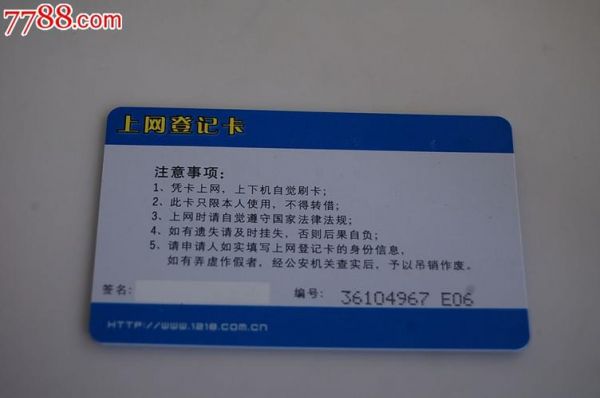 7788.com
上网登记卡
注意事项:
1、凭卡上网，上下机自觉刷卡;
2、此卡只限本人使用，不得转借;
3、上网时请自觉遵守国家法律法规;
4、如有遗失请及时挂失，否则后果自负;
5、请申请人如实填写上网登记卡的身份信息,
如有弄虚作假者，经公安机关查实后，予以吊销作废。
签名: 编号: 36104967 E06
HTTP://WWW.1218.COM.CN